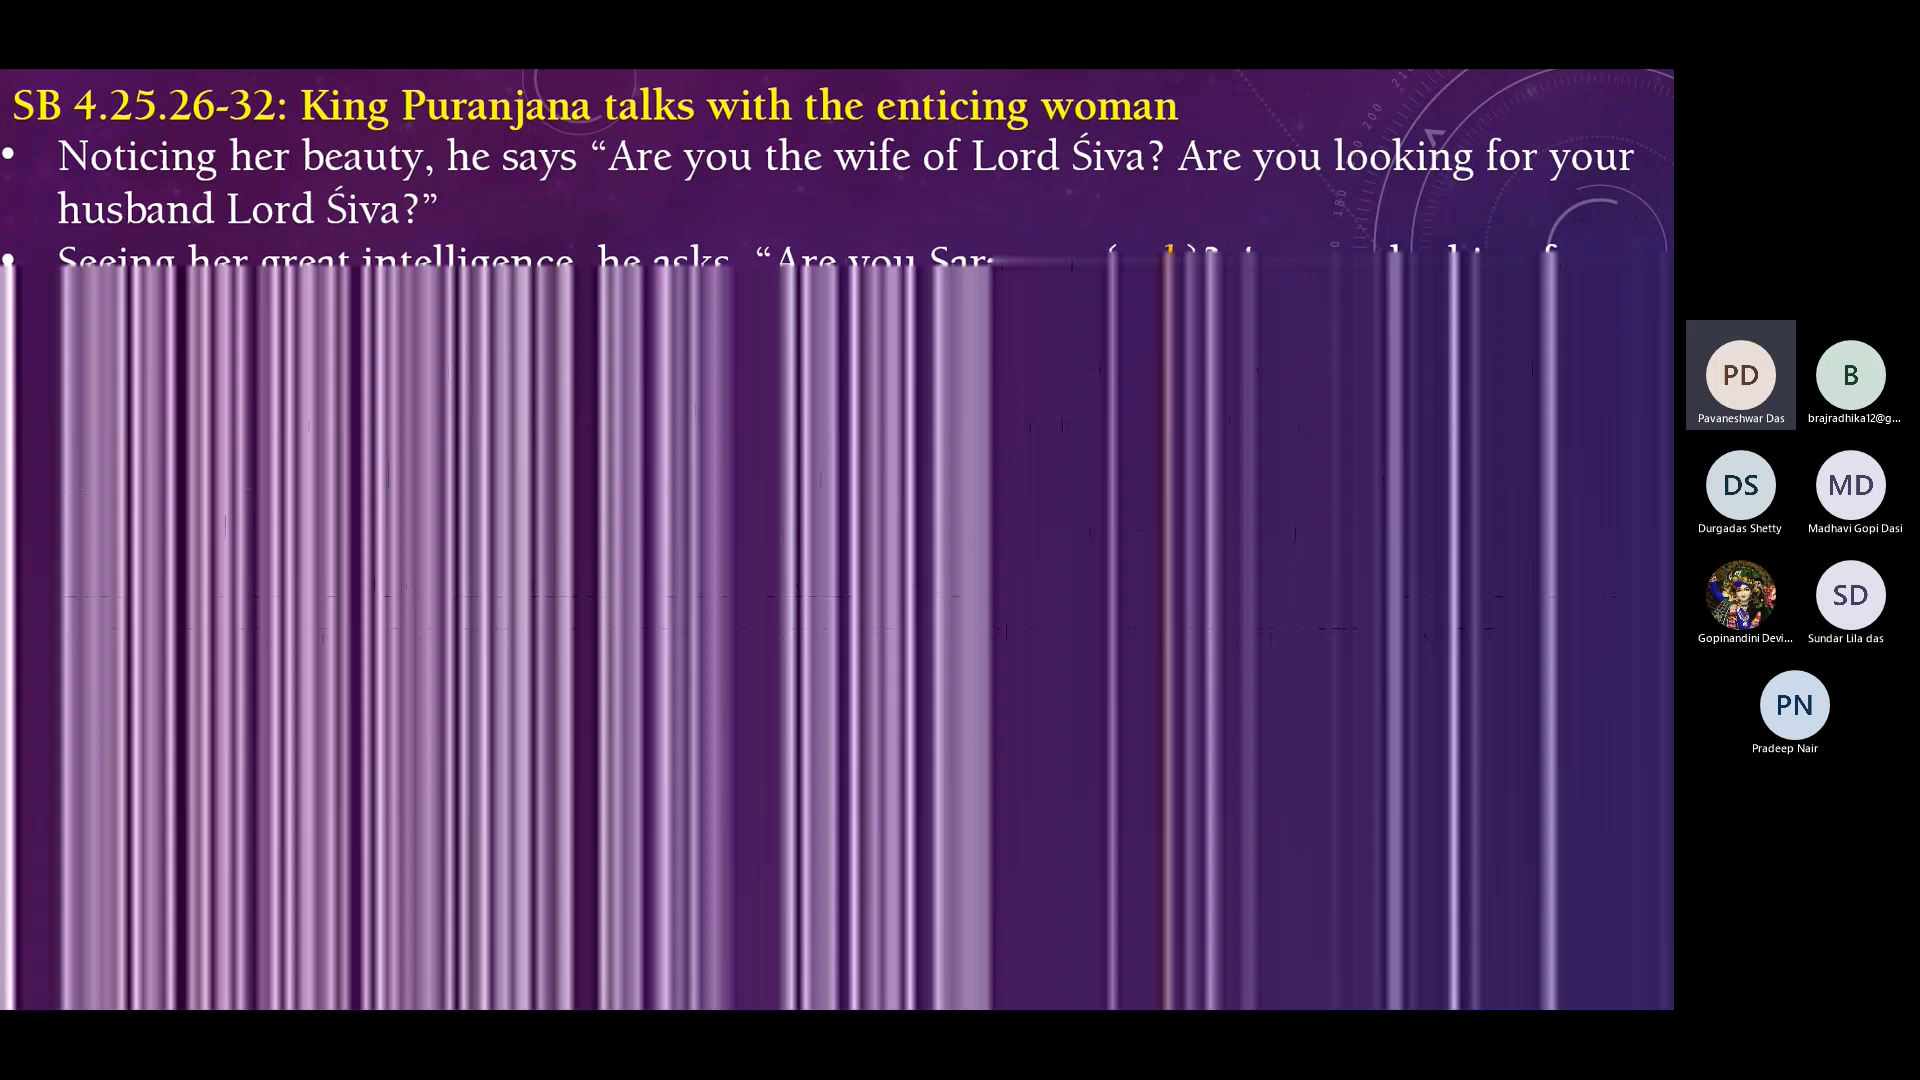 SB 4.25.26-32: King Puranjana talks with the enticing woman
• Noticing her beauty, he says “Are you the wife of Lord Śiva? Are you looking for your
husband Lord Śiva?”
• Seeing her great intelligence, he asks, “Are you
180
200
PD
Pavaneshwar Das
B
brajradhika12@g...
DS
Durgadas Shetty
MD
Madhavi Gopi Dasi
Gopinandini Devi...
SD
Sundar Lila das
PN
Pradeep Nair